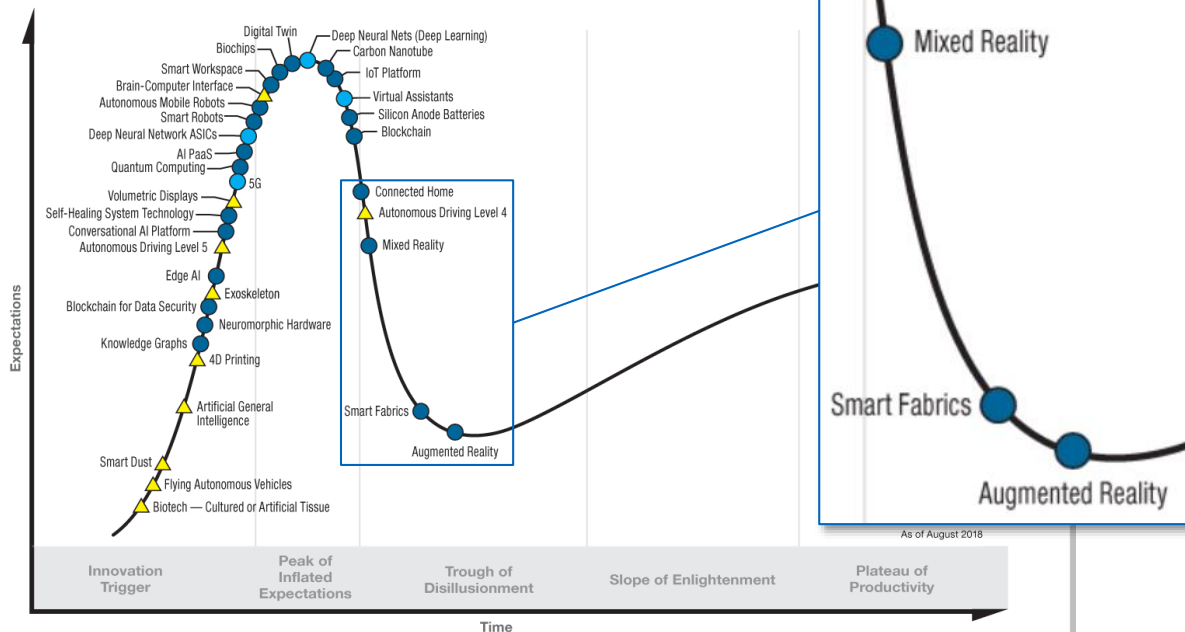 Digital Twin
Deep Neural Nets (Deep Learning)
Biochips
Carbon Nanotube
Smart Workspace
IoT Platform
Brain-Computer Interface
Virtual Assistants
Autonomous Mobile Robots
Silicon Anode Batteries
Smart Robots
Blockchain
Deep Neural Network ASICs
AI PaaS
Quantum Computing
5G
Volumetric Displays
Self-Healing System Technology
Conversational AI Platform
Autonomous Driving Level 5
Edge AI
Exoskeleton
Blockchain for Data Security
Neuromorphic Hardware
Knowledge Graphs
4D Printing
Artificial General
Intelligence
Smart Dust
Flying Autonomous Vehicles
Biotech — Cultured or Artificial Tissue
Connected Home
Autonomous Driving Level 4
Mixed Reality
Smart Fabrics
Augmented Reality
Mixed Reality
Smart Fabrics
Augmented Reality
As of August 2018
Expectations
Innovation
Trigger
Peak of
Inflated
Expectations
Trough of
Disillusionment
Slope of Enlightenment
Plateau of
Productivity
Time